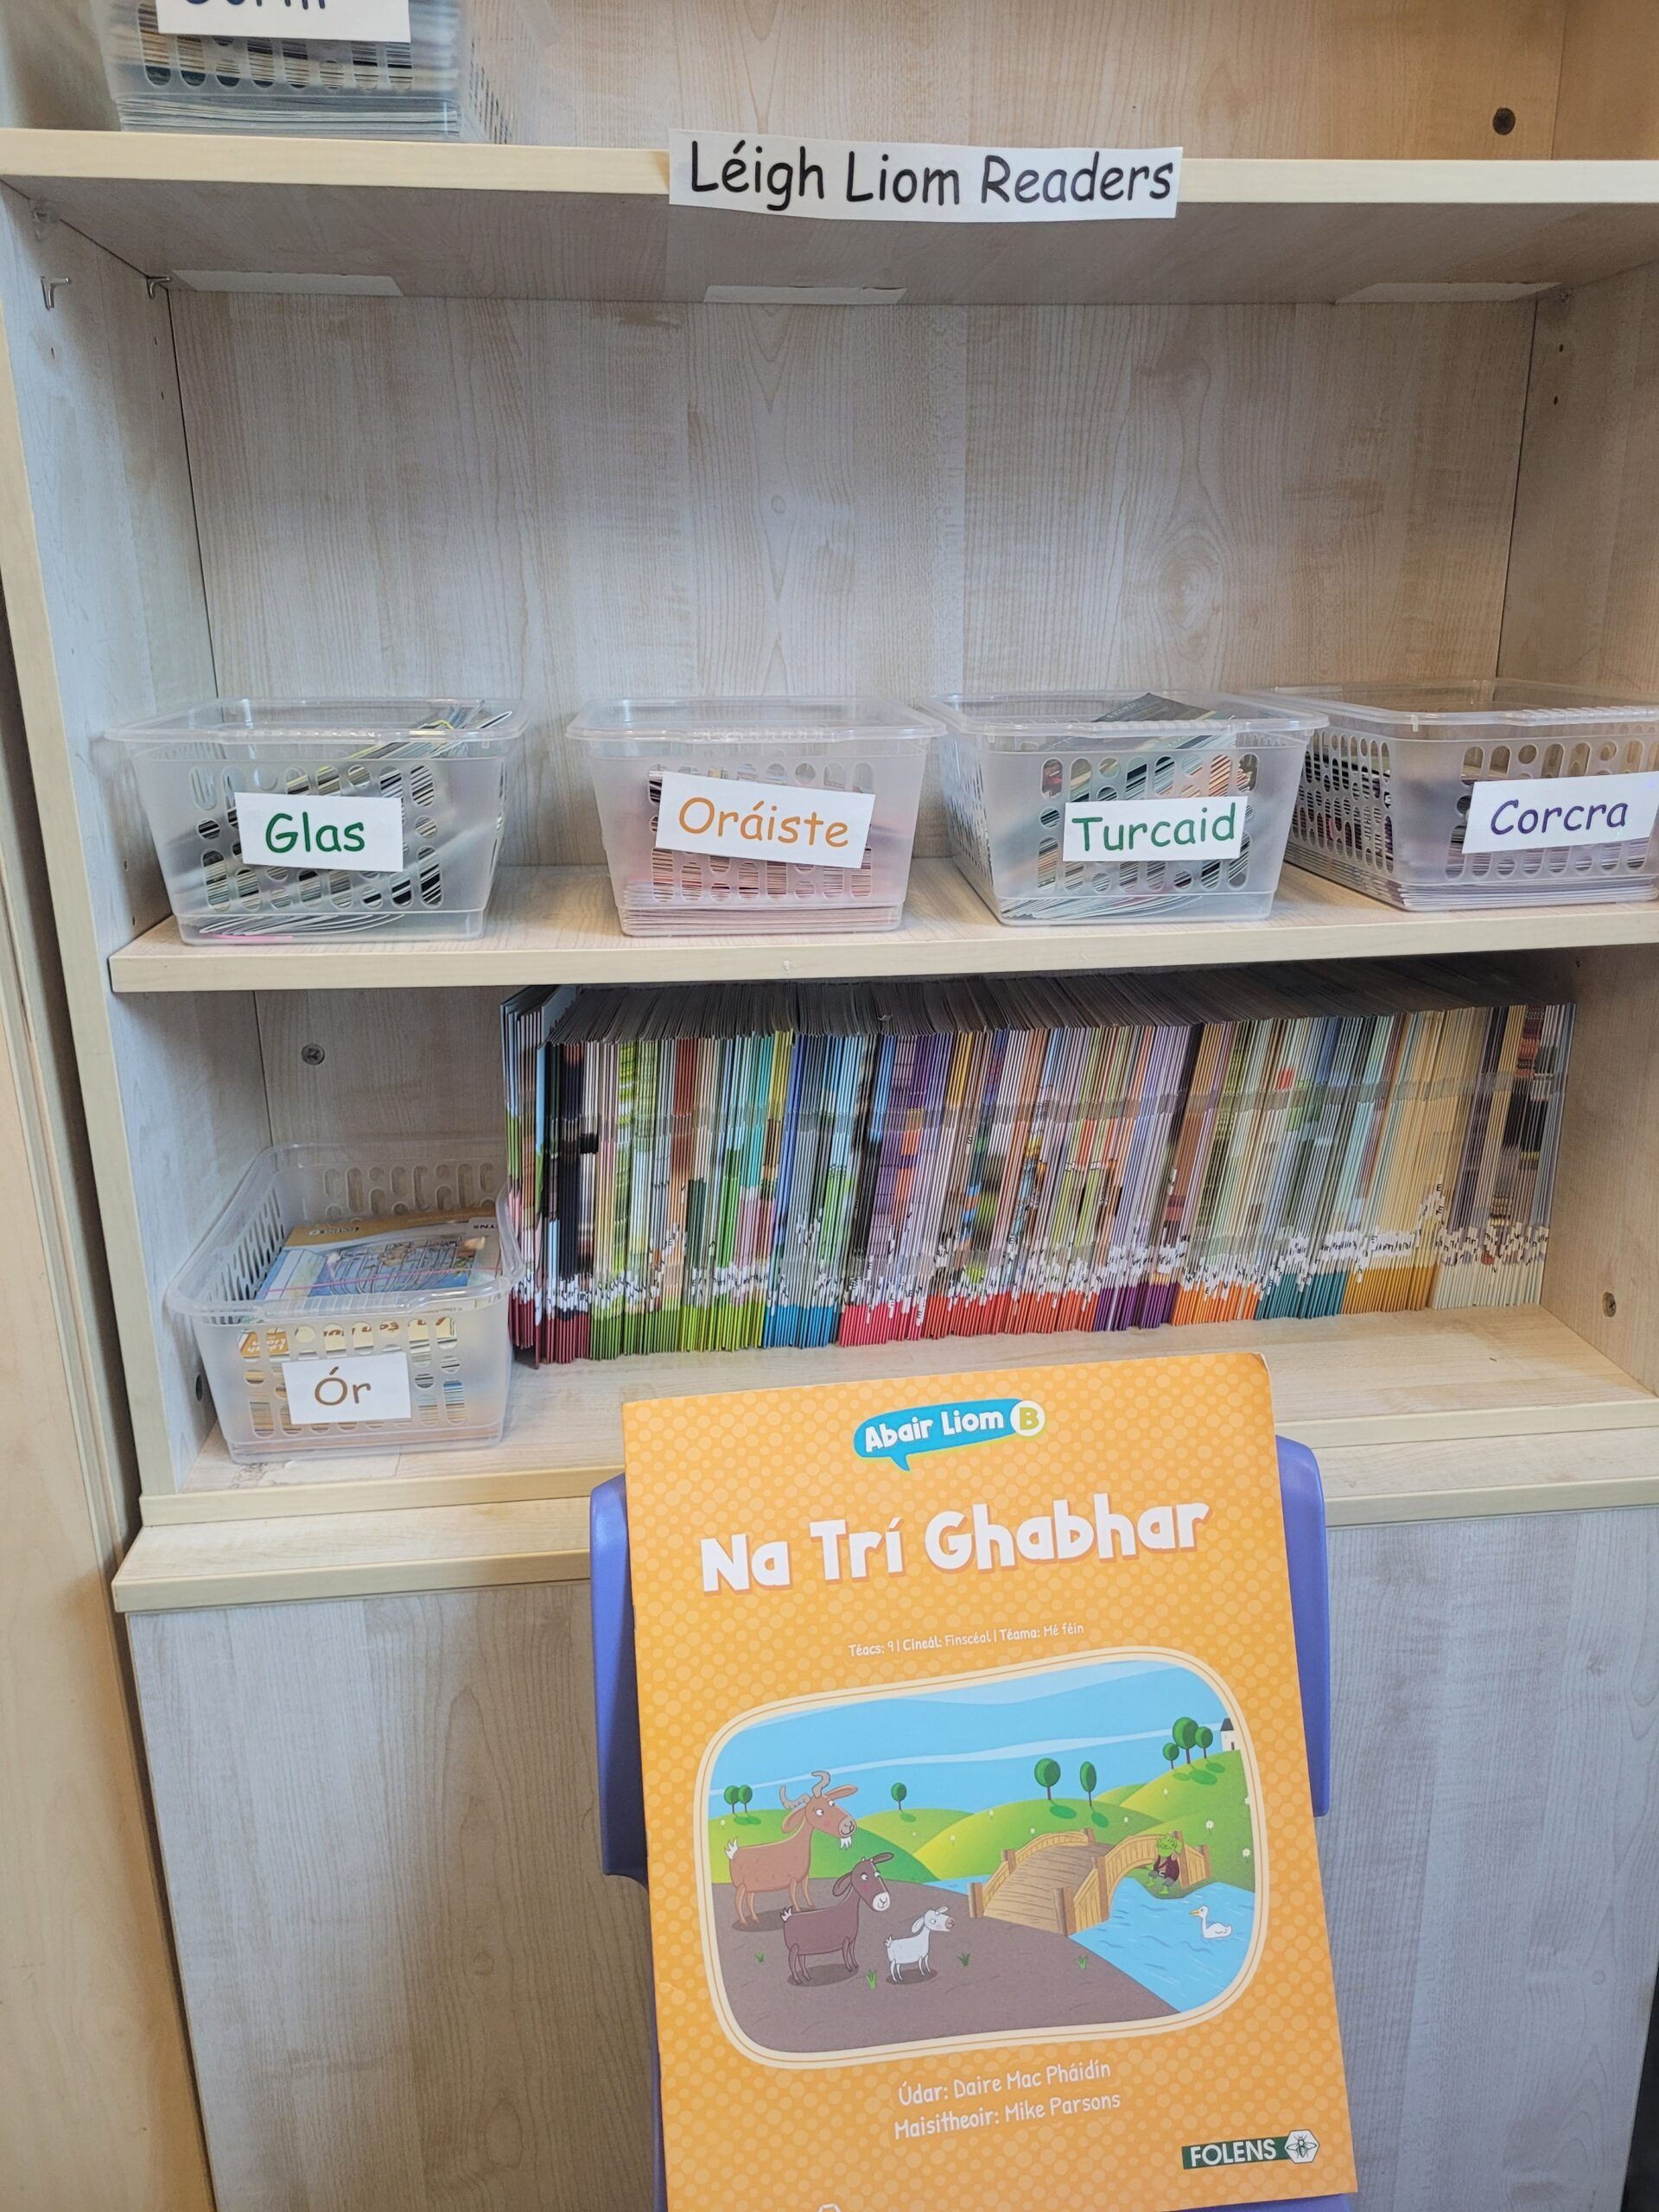 Léigh Liom Readers
Glas
Oráiste
Turcaid
Corcra
Ór
Abair Liom B
Na Trí Ghabhar
Téacs: 9 | Cineál: Finscéal | Téama: Mé féin
Údar: Daire Mac Pháidín
Maisitheoir: Mike Parsons
FOLENS